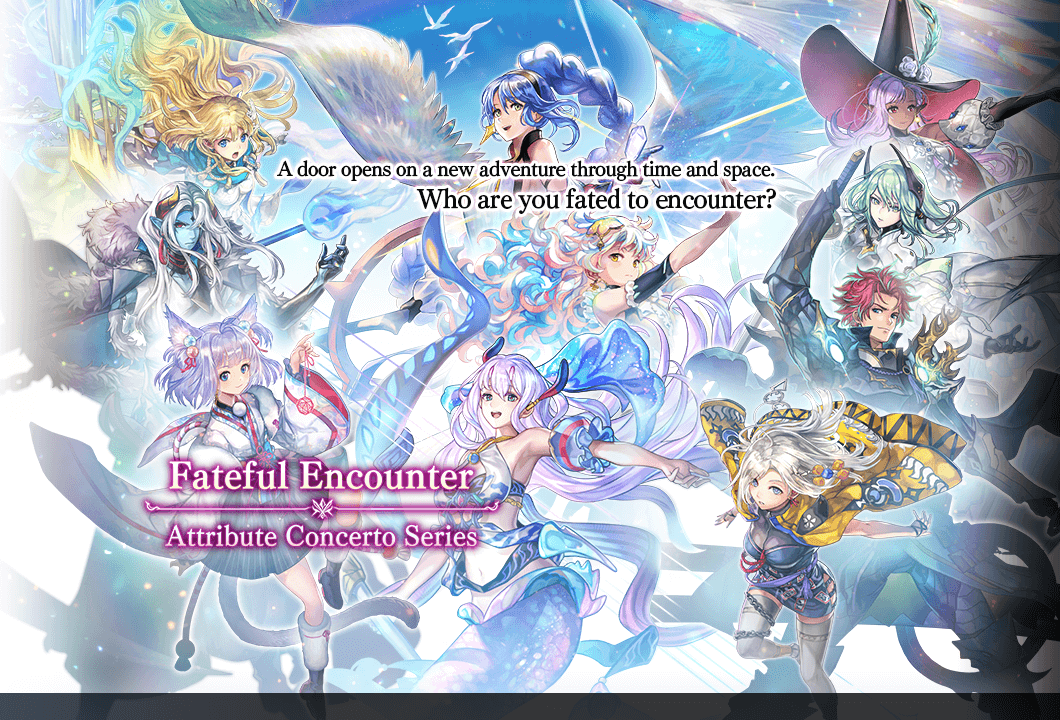 A door opens on a new adventure through time and space.
Who are you fated to encounter?
Fateful Encounter
Attribute Concerto Series